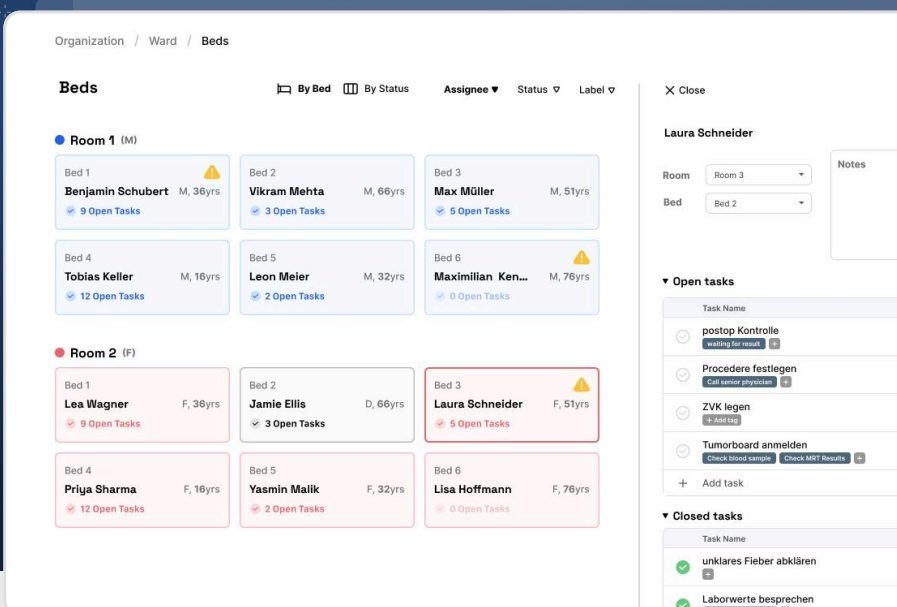 Organization / Ward / Beds
Beds
By Bed By Status Assignee ▼ Status ▽ Label ▽
Room 1 (M)
Bed 1
Benjamin Schubert M, 36yrs
9 Open Tasks
Bed 2
Vikram Mehta M, 66yrs
3 Open Tasks
Bed 3
Max Müller M, 51yrs
5 Open Tasks
Bed 4
Tobias Keller M, 16yrs
12 Open Tasks
Bed 5
Leon Meier M, 32yrs
2 Open Tasks
Bed 6
Maximilian Ken... M, 76yrs
0 Open Tasks
Room 2 (F)
Bed 1
Lea Wagner F, 36yrs
9 Open Tasks
Bed 2
Jamie Ellis D, 66yrs
3 Open Tasks
Bed 3
Laura Schneider F, 51yrs
5 Open Tasks
Bed 4
Priya Sharma F, 16yrs
12 Open Tasks
Bed 5
Yasmin Malik F, 32yrs
2 Open Tasks
Bed 6
Lisa Hoffmann F, 76yrs
0 Open Tasks
Close
Laura Schneider
Room Room 3
Bed Bed 2
Notes
Open tasks
Task Name
postop Kontrolle
waiting for result +
Procedere festlegen
Call senior physician +
ZVK legen
+ Add tag
Tumorboard anmelden
Check blood sample Check MRT Results +
+ Add task
Closed tasks
Task Name
unklares Fieber abklären
+
Laborwerte besprechen